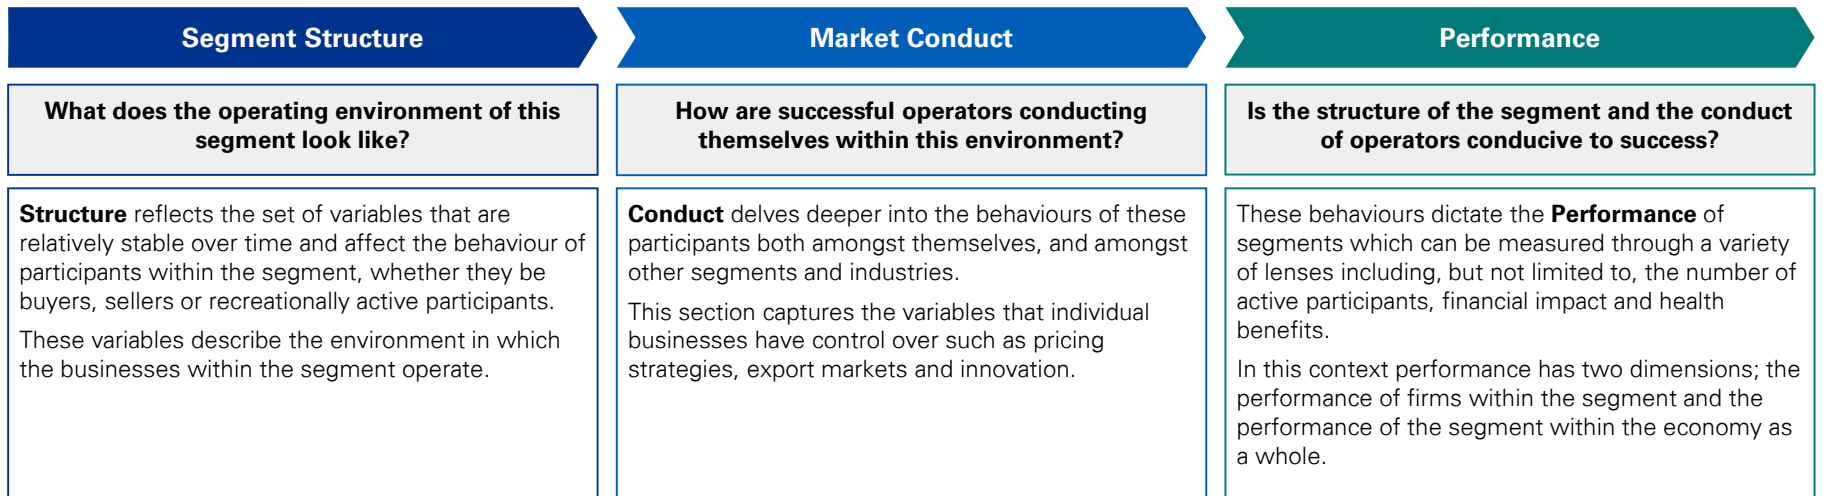 Segment Structure
Market Conduct
Performance
What does the operating environment of this
segment look like?
How are successful operators conducting
themselves within this environment?
Is the structure of the segment and the conduct
of operators conducive to success?
Structure reflects the set of variables that are
relatively stable over time and affect the behaviour of
participants within the segment, whether they be
buyers, sellers or recreationally active participants.
These variables describe the environment in which
the businesses within the segment operate.
Conduct delves deeper into the behaviours of these
participants both amongst themselves, and amongst
other segments and industries.
This section captures the variables that individual
businesses have control over such as pricing
strategies, export markets and innovation.
These behaviours dictate the Performance of
segments which can be measured through a variety
of lenses including, but not limited to, the number of
active participants, financial impact and health
benefits.
In this context performance has two dimensions; the
performance of firms within the segment and the
performance of the segment within the economy as
a whole.